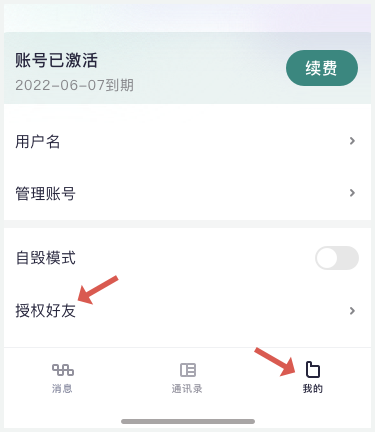 账号已激活
2022-06-07到期
续费
用户名
管理账号
自毁模式
授权好友
消息
通讯录
我的